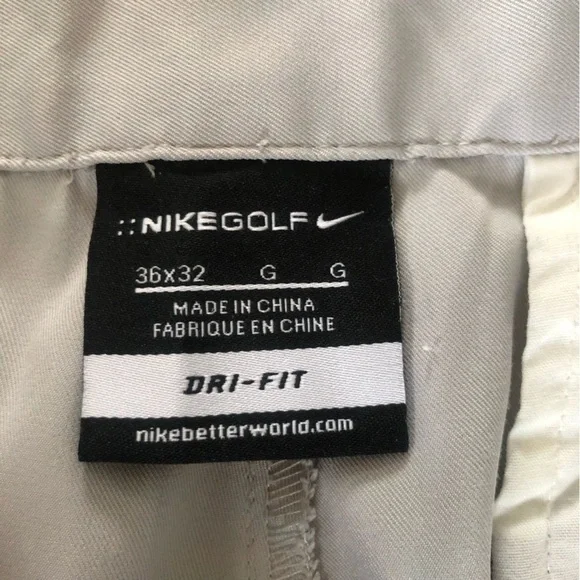 ::NIKEGOLF
36x32 G G
MADE IN CHINA
FABRIQUE EN CHINE
DRI-FIT
nikebetterworld.com